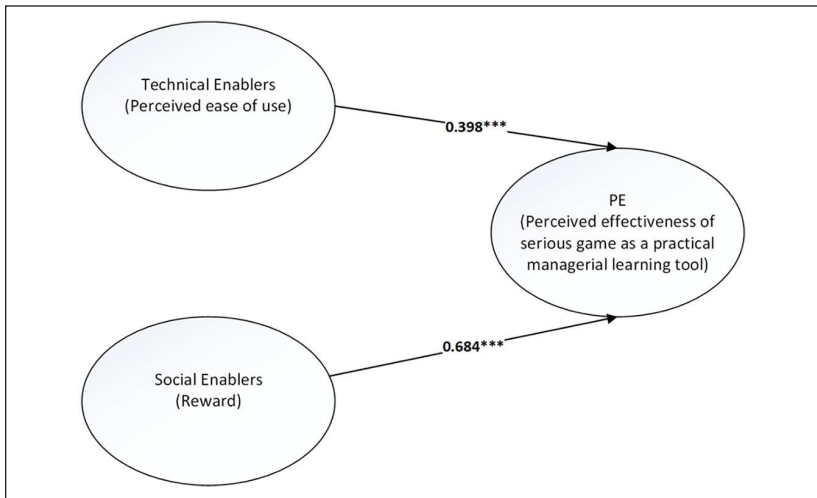 Technical Enablers
(Perceived ease of use)
0.398***
PE
(Perceived effectiveness of
serious game as a practical
managerial learning tool)
0.684***
Social Enablers
(Reward)